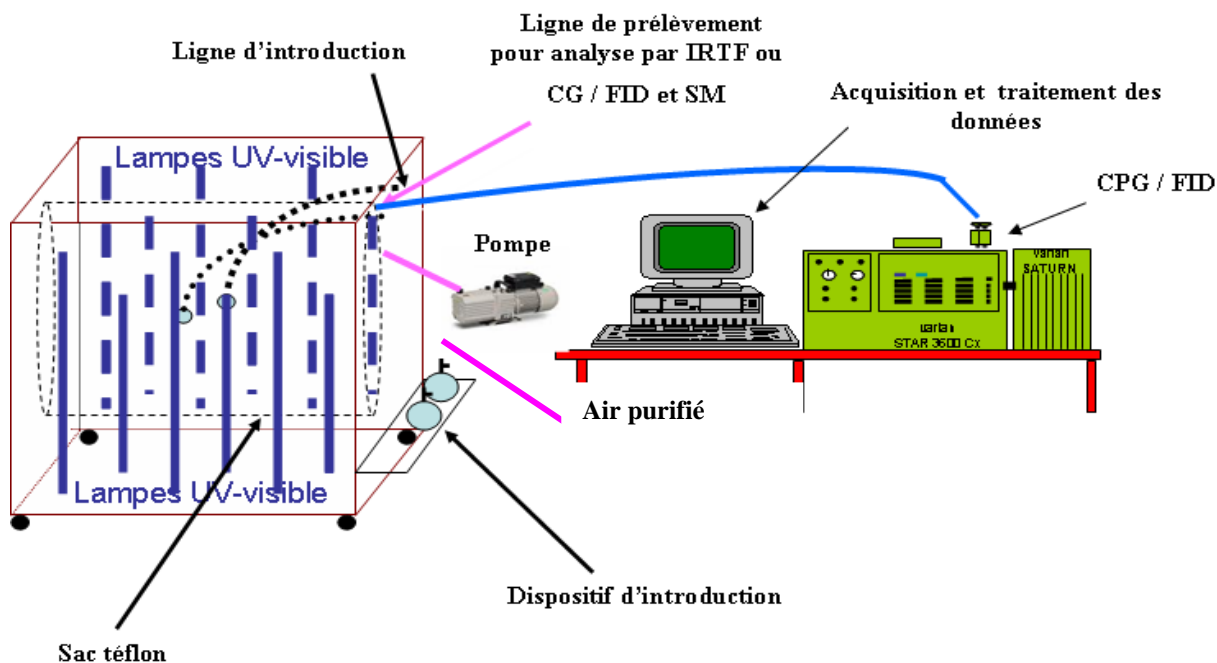 Ligne de prélèvement
pour analyse par IRTF ou
CG / FID et SM
Ligne d’introduction
Acquisition et traitement des
données
Lampes UV-visible
CPG / FID
Pompe
varian
SATURN
varian
STAR 3600 Cx
Air purifié
Lampes UV-visible
Dispositif d’introduction
Sac téflon